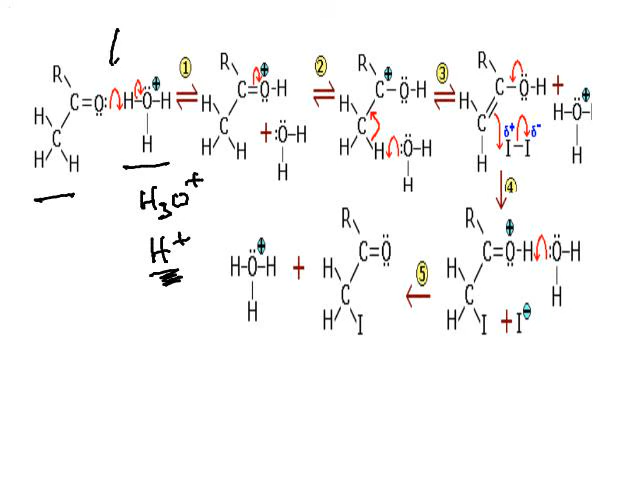 R ① R ② R ③ R
C=O: H-O-H ⊕ C=O-H ⊕ C-O-H ⊕ C-O-H + ⊕
H H H H-O-H
C + :O-H C C δ+ δ-
H H H H H H H H :O-H H I-I H
H
④
H₃O⁺ R R ⊕
H⁺ ⊕ C=O C=O-H :O-H
H-O-H + H ⑤ H H
H C C
H I H I + I⊖